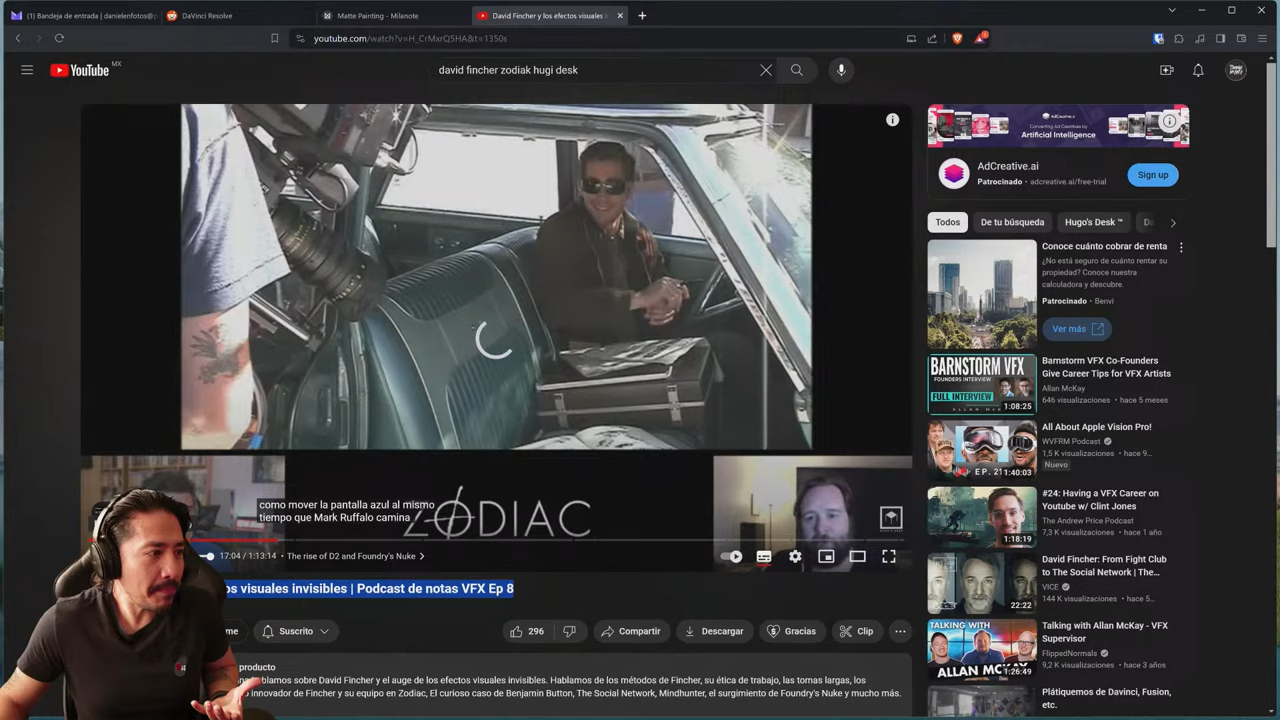 (1) Bandeja de entrada | danielenfotos@
DaVinci Resolve
Matte Painting - Milanote
David Fincher y los efectos visuales i
youtube.com/watch?v=H_CrMxrQ5HA&t=1350s
YouTube MX
david fincher zodiak hugi desk
AdCreative.ai
Converting Ad Creatives by
Artificial Intelligence
AdCreative.ai
Patrocinado • adcreative.ai/free-trial
Sign up
Todos
De tu búsqueda
Hugo's Desk ™
Conoce cuánto cobrar de renta
¿No está seguro de cuánto rentar su
propiedad? Conoce nuestra
calculadora y descubre.
Patrocinado • Benvi
Ver más
BARNSTORM VFX
FOUNDERS INTERVIEW
FULL INTERVIEW
1:08:25
Barnstorm VFX Co-Founders
Give Career Tips for VFX Artists
Allan McKay
646 visualizaciones • hace 5 meses
EP. 21
1:40:03
All About Apple Vision Pro!
WVFRM Podcast
1,5 K visualizaciones • hace 9...
Nuevo
1:18:19
#24: Having a VFX Career on
Youtube w/ Clint Jones
The Andrew Price Podcast
7,3 K visualizaciones • hace 1 año
22:22
David Fincher: From Fight Club
to The Social Network | The...
VICE
144 K visualizaciones • hace 5...
TALKING WITH
ALLAN MCKAY
1:26:49
Talking with Allan McKay - VFX
Supervisor
FlippedNormals
9,2 K visualizaciones • hace 3 años
Plátiquemos de Davinci, Fusion,
etc.
como mover la pantalla azul al mismo
tiempo que Mark Ruffalo camina
ZODIAC
17:04 / 1:13:14 • The rise of D2 and Foundry's Nuke
os visuales invisibles | Podcast de notas VFX Ep 8
me
Suscrito
296
Compartir
Descargar
Gracias
Clip
producto
ablamos sobre David Fincher y el auge de los efectos visuales invisibles. Hablamos de los métodos de Fincher, su ética de trabajo, las tomas largas, los
o innovador de Fincher y su equipo en Zodiac, El curioso caso de Benjamin Button, The Social Network, Mindhunter, el surgimiento de Foundry's Nuke y mucho más.